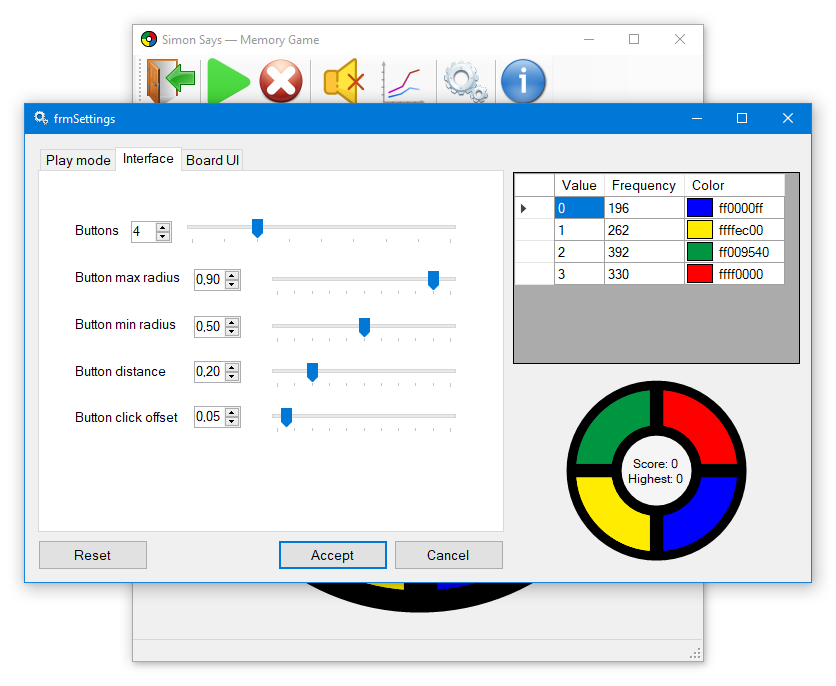 Simon Says — Memory Game
frmSettings
Play mode Interface Board UI
Buttons 4
Button max radius 0,90
Button min radius 0,50
Button distance 0,20
Button click offset 0,05
Reset Accept Cancel
Value Frequency Color
0 196 ff0000ff
1 262 ffffec00
2 392 ff009540
3 330 ffff0000
Score: 0
Highest: 0